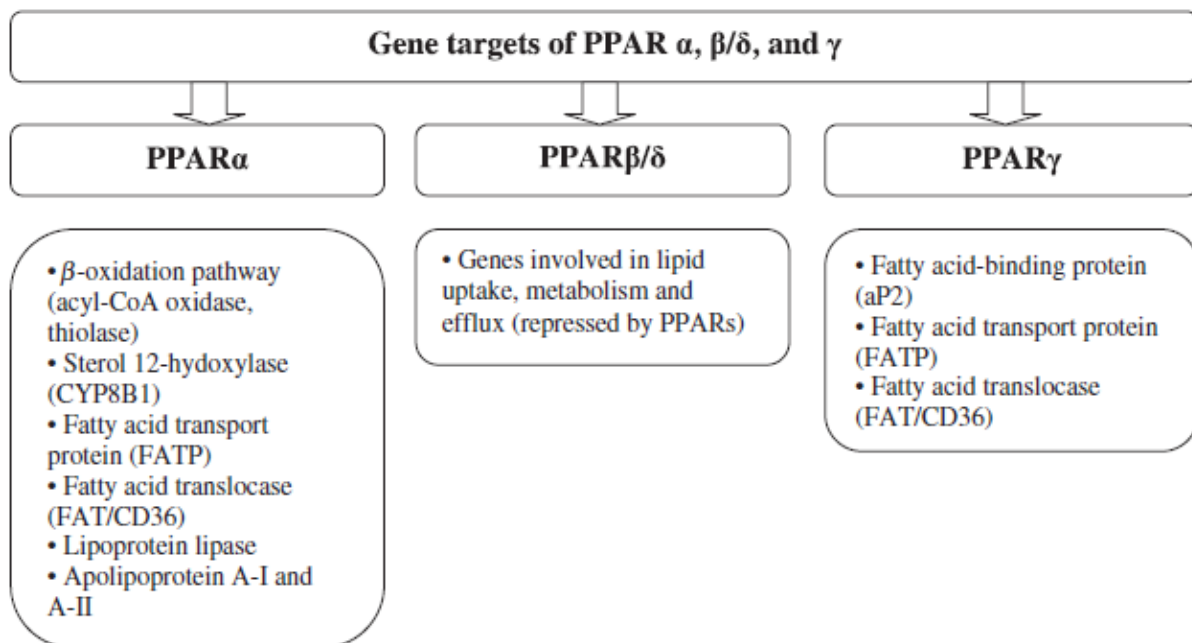 Gene targets of PPAR α, β/δ, and γ
PPARα
PPARβ/δ
PPARγ
• β-oxidation pathway
(acyl-CoA oxidase,
thiolase)
• Sterol 12-hydoxylase
(CYP8B1)
• Fatty acid transport
protein (FATP)
• Fatty acid translocase
(FAT/CD36)
• Lipoprotein lipase
• Apolipoprotein A-I and
A-II
• Genes involved in lipid
uptake, metabolism and
efflux (repressed by PPARs)
• Fatty acid-binding protein
(aP2)
• Fatty acid transport protein
(FATP)
• Fatty acid translocase
(FAT/CD36)